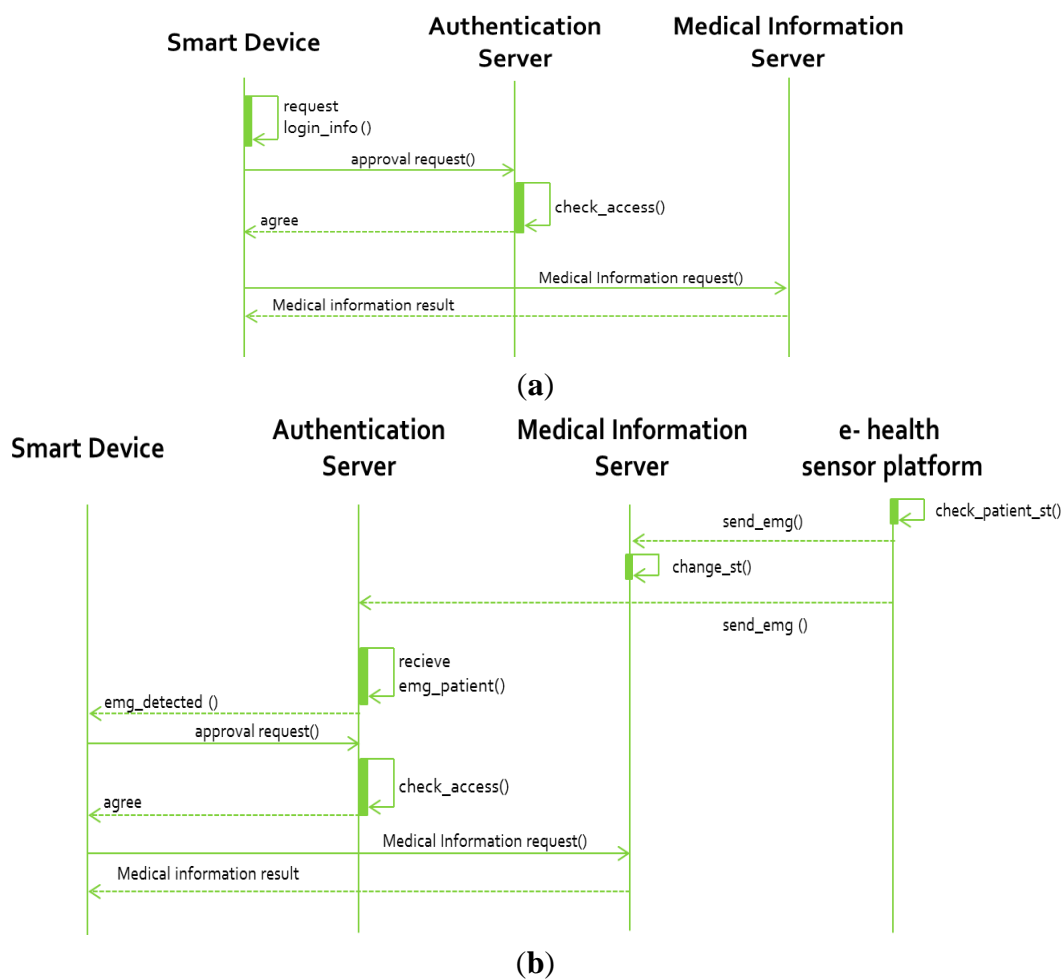 Smart Device
Authentication
Server
Medical Information
Server
request
login_info ()
approval request()
check_access()
agree
Medical Information request()
Medical information result
(a)
Smart Device
Authentication
Server
Medical Information
Server
e- health
sensor platform
check_patient_st()
send_emg()
change_st()
send_emg ()
recieve
emg_patient()
emg_detected ()
approval request()
check_access()
agree
Medical Information request()
Medical information result
(b)